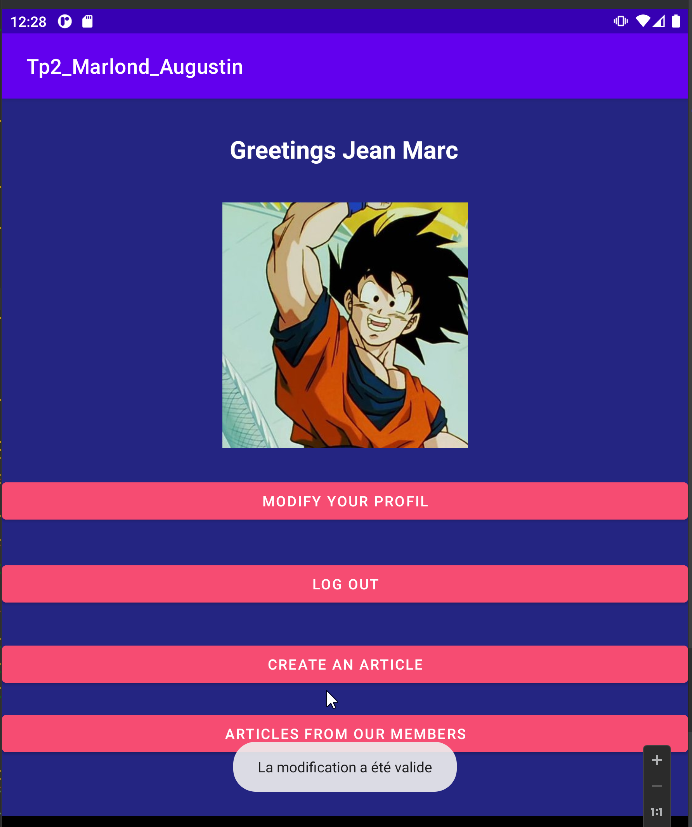 12:28
Tp2_Marlond_Augustin
Greetings Jean Marc
MODIFY YOUR PROFIL
LOG OUT
CREATE AN ARTICLE
ARTICLES FROM OUR MEMBERS
La modification a été valide
1:1